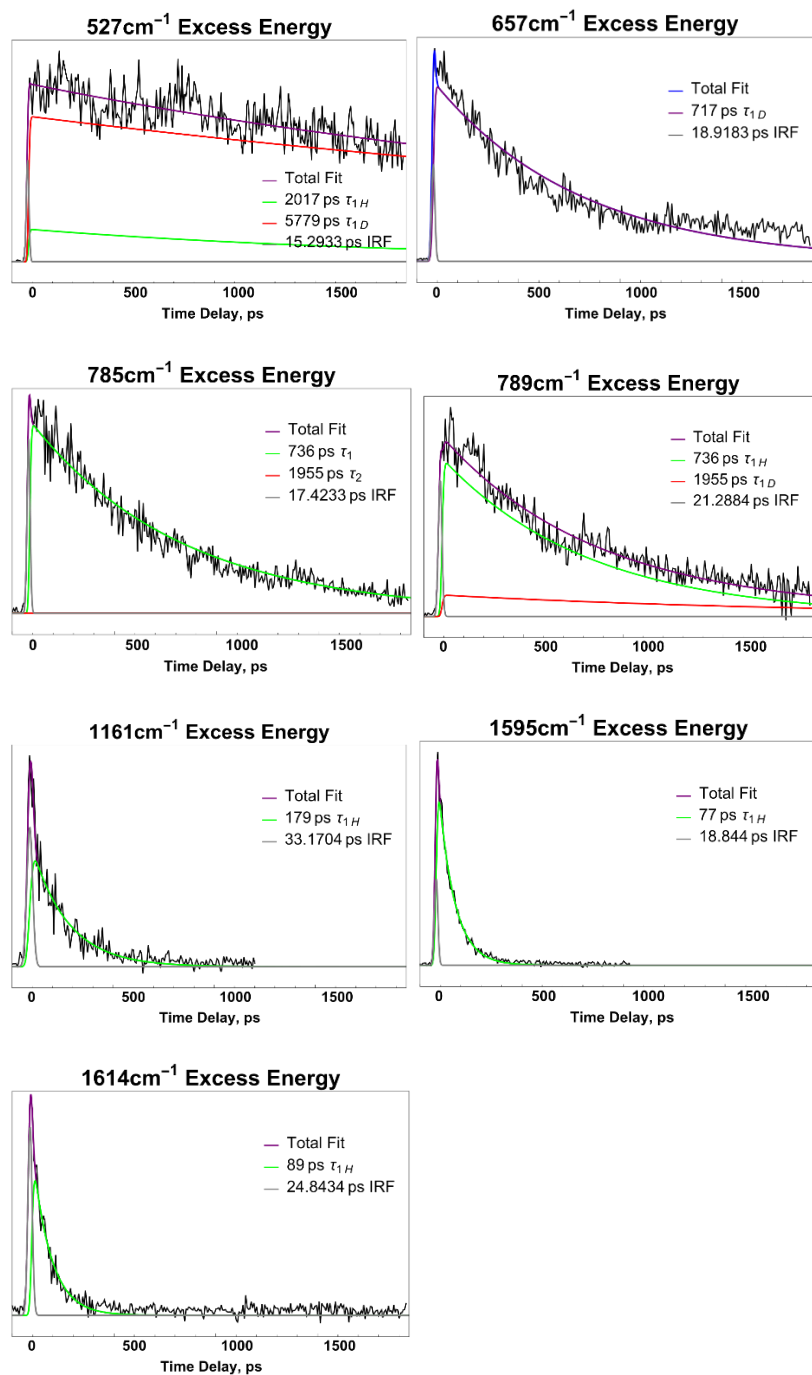 527cm⁻¹ Excess Energy
Total Fit
2017 ps τ1H
5779 ps τ1D
15.2933 ps IRF
0 500 1000 1500
Time Delay, ps
657cm⁻¹ Excess Energy
Total Fit
717 ps τ1D
18.9183 ps IRF
0 500 1000 1500
Time Delay, ps
785cm⁻¹ Excess Energy
Total Fit
736 ps τ1
1955 ps τ2
17.4233 ps IRF
0 500 1000 1500
Time Delay, ps
789cm⁻¹ Excess Energy
Total Fit
736 ps τ1H
1955 ps τ1D
21.2884 ps IRF
0 500 1000 1500
Time Delay, ps
1161cm⁻¹ Excess Energy
Total Fit
179 ps τ1H
33.1704 ps IRF
0 500 1000 1500
Time Delay, ps
1595cm⁻¹ Excess Energy
Total Fit
77 ps τ1H
18.844 ps IRF
0 500 1000 1500
Time Delay, ps
1614cm⁻¹ Excess Energy
Total Fit
89 ps τ1H
24.8434 ps IRF
0 500 1000 1500
Time Delay, ps